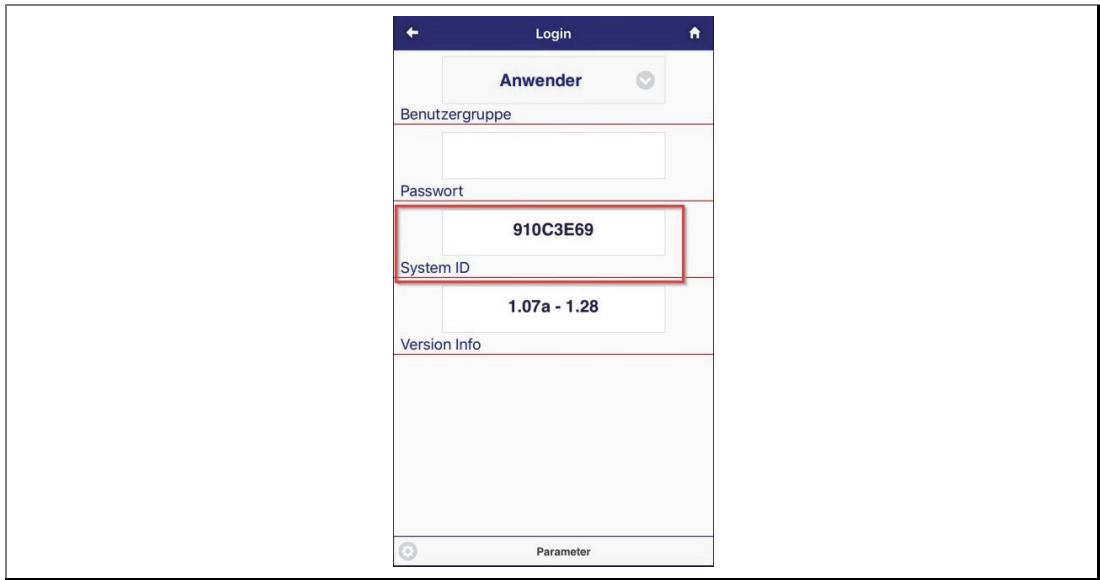 Login
Anwender
Benutzergruppe
Passwort
910C3E69
System ID
1.07a - 1.28
Version Info
Parameter